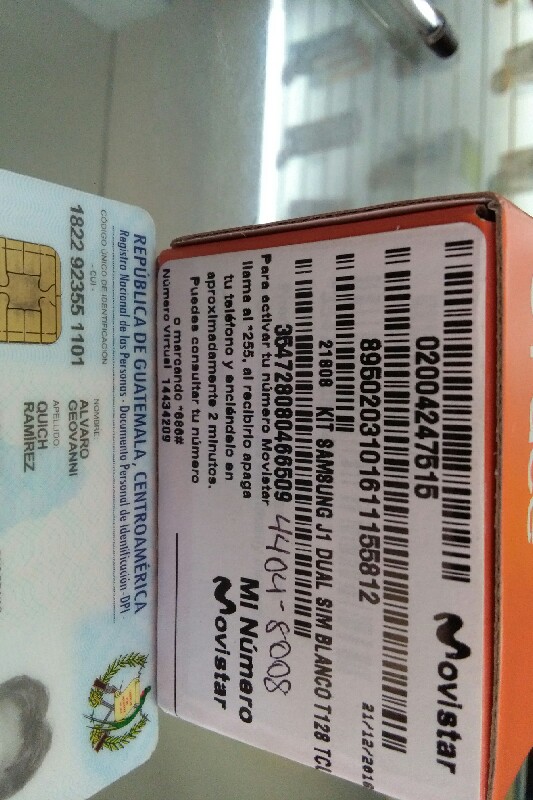 REPÚBLICA DE GUATEMALA, CENTROAMÉRICA
Registro Nacional de las Personas - Documento Personal de Identificación - DPI
CÓDIGO ÚNICO DE IDENTIFICACIÓN
- CUI -
1822 92355 1101
NOMBRE:
ALVARO
GEOVANNI
APELLIDO:
QUICH
RAMÍREZ
Movistar
02004247515
8950203101611155812
21/12/2016
21808 KIT SAMSUNG J1 DUAL SIM BLANCO T128 TCL
354728080466509
4404-8008
Para activar tu número Movistar
llama al *255, al recibirlo apaga
tu teléfono y enciéndelo en
aproximadamente 2 minutos.
Puedes consultar tu número
o marcando *686#
Número virtual 14434209
Mi Número
Movistar